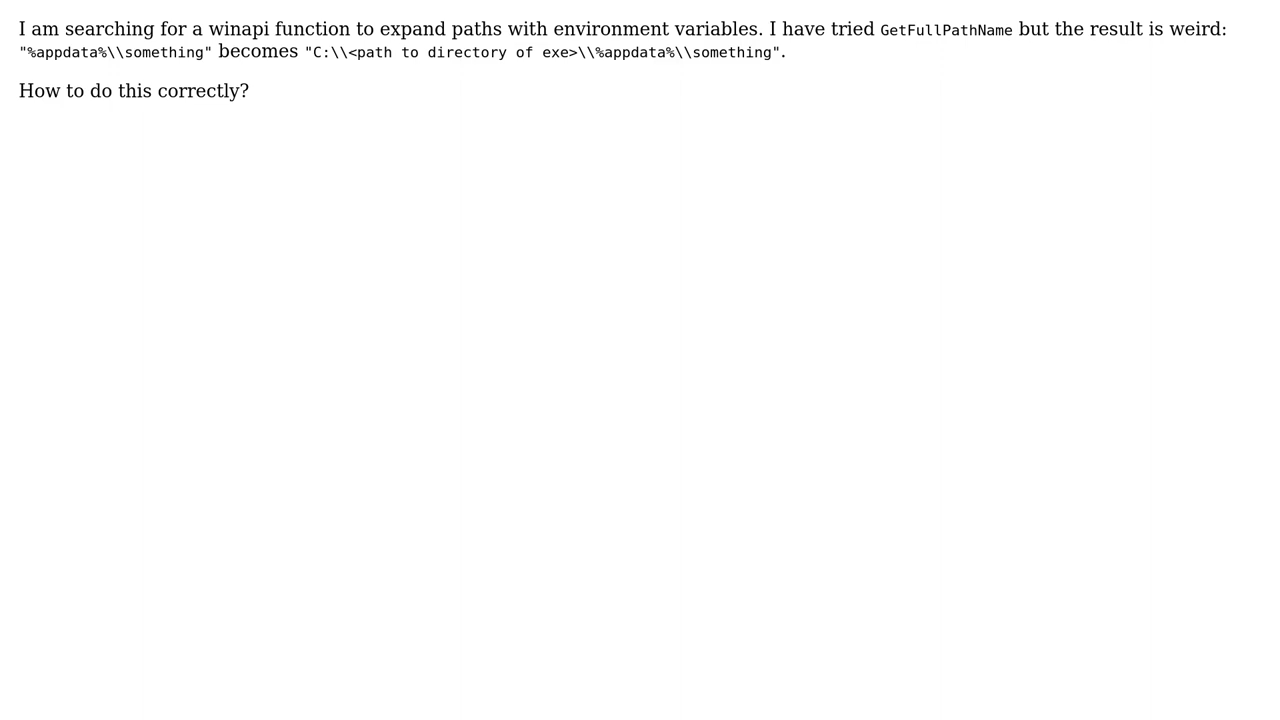 I am searching for a winapi function to expand paths with environment variables. I have tried GetFullPathName but the result is weird:
"%appdata%\\something" becomes "C:\\<path to directory of exe>\\%appdata%\\something".
How to do this correctly?